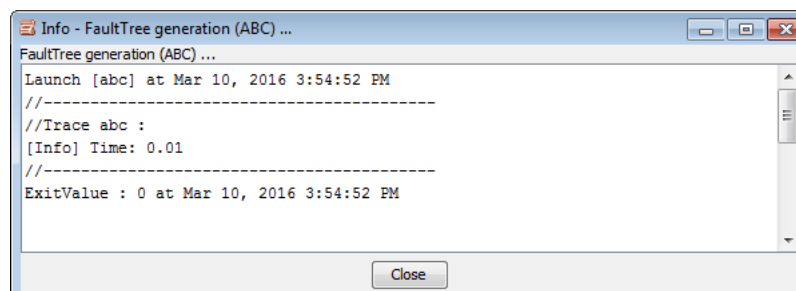 Info - FaultTree generation (ABC) ...
FaultTree generation (ABC) ...
Launch [abc] at Mar 10, 2016 3:54:52 PM
//------------------------------------------
//Trace abc :
[Info] Time: 0.01
//------------------------------------------
ExitValue : 0 at Mar 10, 2016 3:54:52 PM
Close